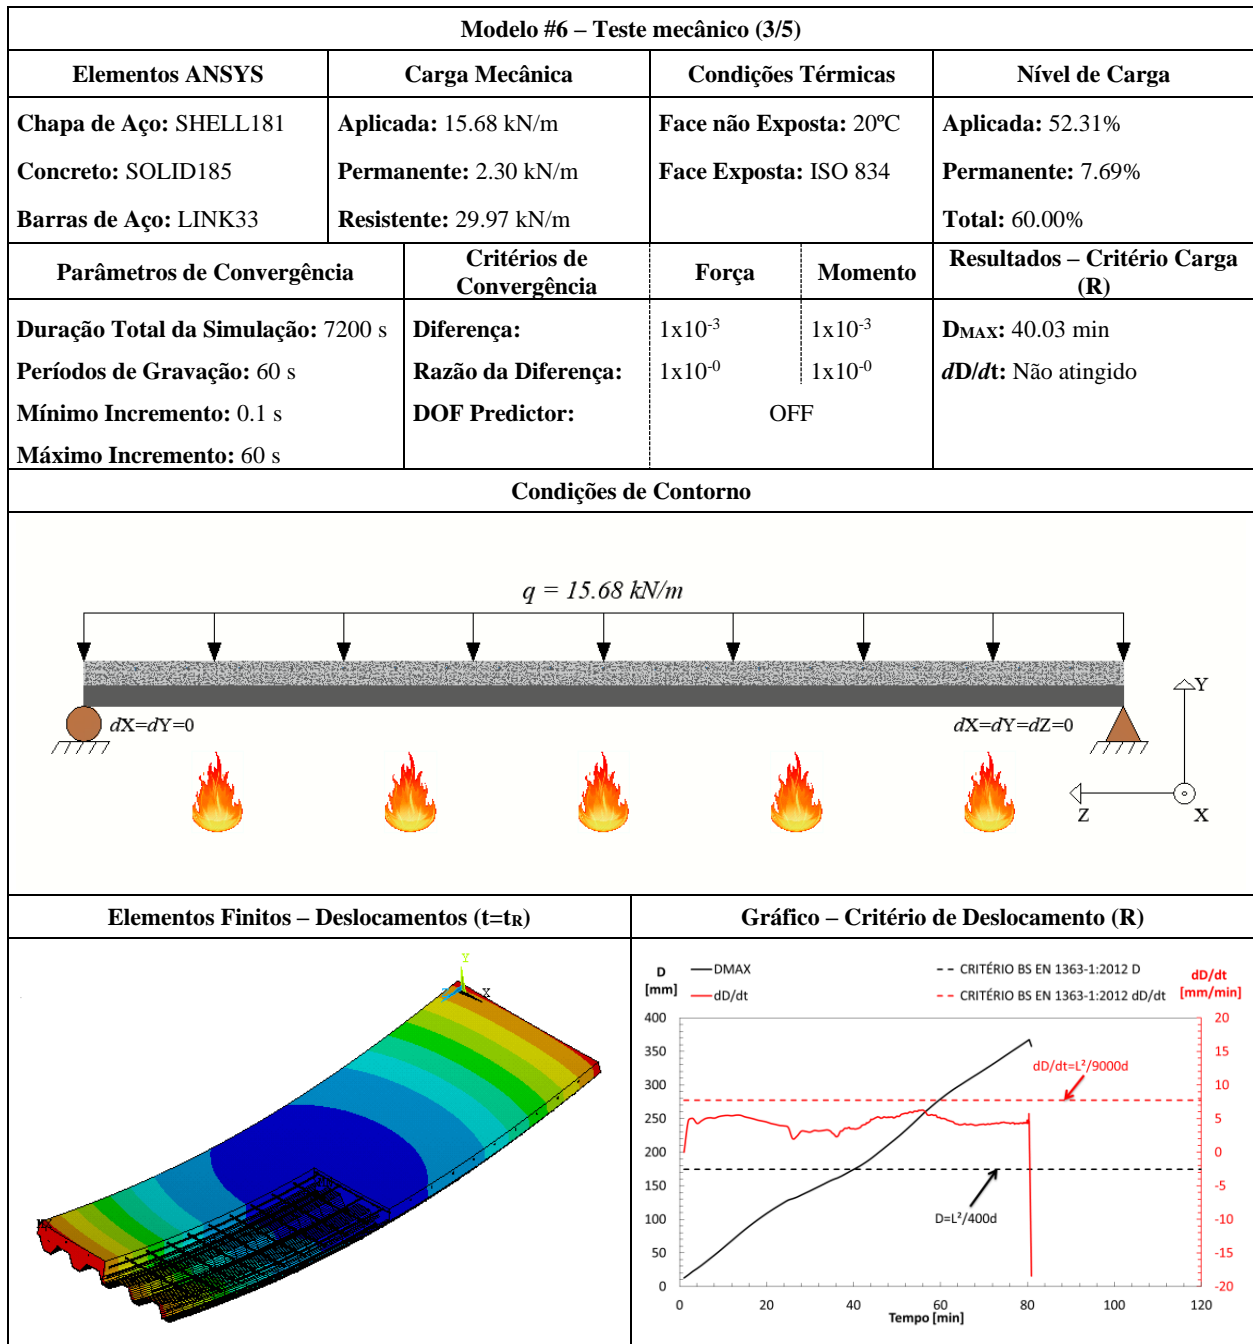 Modelo #6 – Teste mecânico (3/5)
Elementos ANSYS
Carga Mecânica
Condições Térmicas
Nível de Carga
Chapa de Aço: SHELL181
Concreto: SOLID185
Barras de Aço: LINK33
Aplicada: 15.68 kN/m
Permanente: 2.30 kN/m
Resistente: 29.97 kN/m
Face não Exposta: 20ºC
Face Exposta: ISO 834
Aplicada: 52.31%
Permanente: 7.69%
Total: 60.00%
Parâmetros de Convergência
Critérios de
Convergência
Força
Momento
Resultados – Critério Carga
(R)
Duração Total da Simulação: 7200 s
Períodos de Gravação: 60 s
Mínimo Incremento: 0.1 s
Máximo Incremento: 60 s
Diferença: 1x10-3 1x10-3
Razão da Diferença: 1x10-0 1x10-0
DOF Predictor: OFF
DMAX: 40.03 min
dD/dt: Não atingido
Condições de Contorno
q = 15.68 kN/m
dX=dY=0
dX=dY=dZ=0
Y
Z
X
Elementos Finitos – Deslocamentos (t=tR)
Gráfico – Critério de Deslocamento (R)
Y
X
D
[mm]
DMAX
dD/dt
CRITÉRIO BS EN 1363-1:2012 D
CRITÉRIO BS EN 1363-1:2012 dD/dt
dD/dt
[mm/min]
400
350
300
250
200
150
100
50
0
20
15
10
5
0
-5
-10
-15
-20
dD/dt=L²/9000d
D=L²/400d
0 20 40 60 80 100 120
Tempo [min]